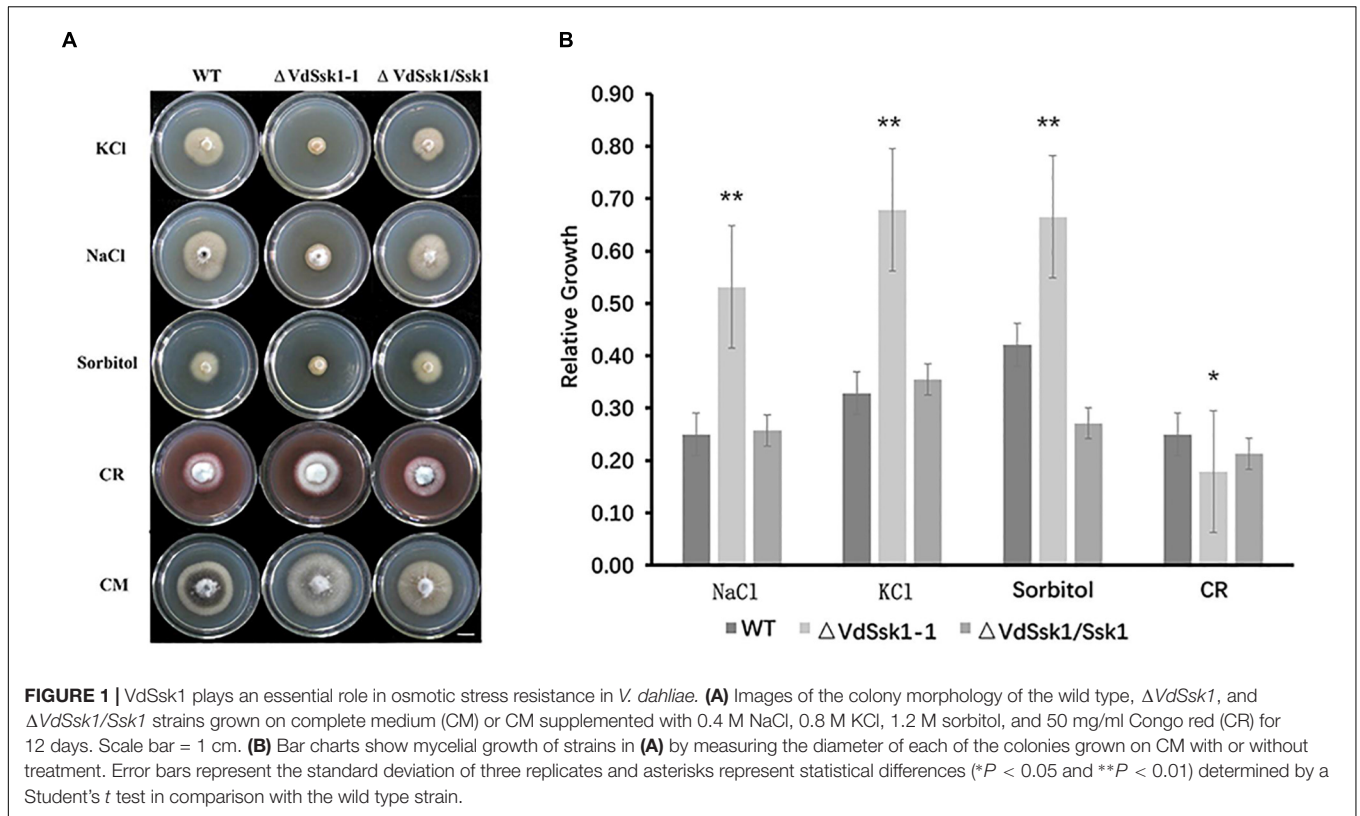 A
WT ΔVdSsk1-1 Δ VdSsk1/Ssk1
KCl
NaCl
Sorbitol
CR
CM
B
Relative Growth
0.90
0.80
0.70
0.60
0.50
0.40
0.30
0.20
0.10
0.00
** ** ** *
NaCl KCl Sorbitol CR
WT △VdSsk1-1 △VdSsk1/Ssk1
FIGURE 1 | VdSsk1 plays an essential role in osmotic stress resistance in V. dahliae. (A) Images of the colony morphology of the wild type, ΔVdSsk1, and
ΔVdSsk1/Ssk1 strains grown on complete medium (CM) or CM supplemented with 0.4 M NaCl, 0.8 M KCl, 1.2 M sorbitol, and 50 mg/ml Congo red (CR) for
12 days. Scale bar = 1 cm. (B) Bar charts show mycelial growth of strains in (A) by measuring the diameter of each of the colonies grown on CM with or without
treatment. Error bars represent the standard deviation of three replicates and asterisks represent statistical differences (*P < 0.05 and **P < 0.01) determined by a
Student's t test in comparison with the wild type strain.